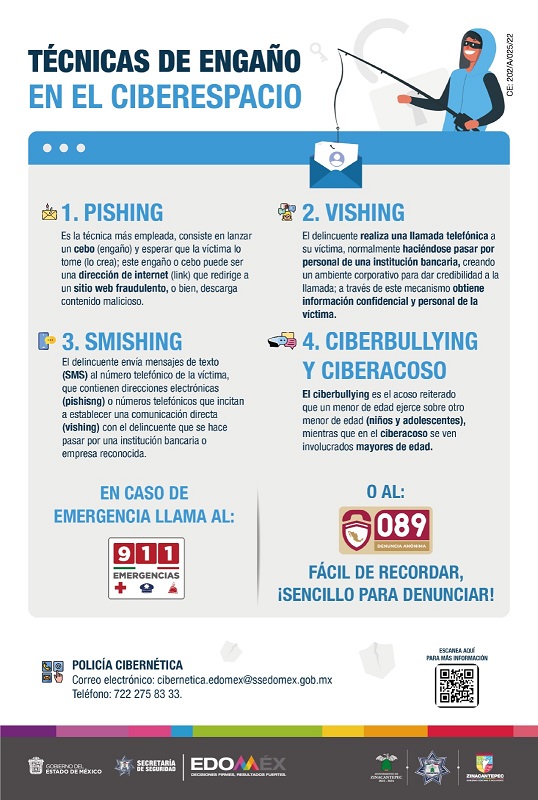 TÉCNICAS DE ENGAÑO
EN EL CIBERESPACIO
CE: 202/A/025/22
1. PISHING
Es la técnica más empleada, consiste en lanzar
un cebo (engaño) y esperar que la víctima lo
tome (lo crea); este engaño o cebo puede ser
una dirección de internet (link) que redirige a
un sitio web fraudulento, o bien, descarga
contenido malicioso.
2. VISHING
El delincuente realiza una llamada telefónica a
su víctima, normalmente haciéndose pasar por
personal de una institución bancaria, creando
un ambiente corporativo para dar credibilidad a la
llamada; a través de este mecanismo obtiene
información confidencial y personal de la
víctima.
3. SMISHING
El delincuente envía mensajes de texto
(SMS) al número telefónico de la víctima,
que contienen direcciones electrónicas
(pishisng) o números telefónicos que incitan
a establecer una comunicación directa
(vishing) con el delincuente que se hace
pasar por una institución bancaria o
empresa reconocida.
4. CIBERBULLYING
Y CIBERACOSO
El ciberbullying es el acoso reiterado
que un menor de edad ejerce sobre otro
menor de edad (niños y adolescentes),
mientras que en el ciberacoso se ven
involucrados mayores de edad.
EN CASO DE
EMERGENCIA LLAMA AL:
911
EMERGENCIAS
O AL:
089
DENUNCIA ANÓNIMA
FÁCIL DE RECORDAR,
¡SENCILLO PARA DENUNCIAR!
POLICÍA CIBERNÉTICA
Correo electrónico: cibernetica.edomex@ssedomex.gob.mx
Teléfono: 722 275 83 33.
ESCANEA AQUÍ
PARA MÁS INFORMACIÓN
GOBIERNO DEL
ESTADO DE MÉXICO
SECRETARÍA
DE SEGURIDAD
EDOMÉX
DECISIONES FIRMES, RESULTADOS FUERTES.
ZINACANTEPEC
ZINACANTEPEC